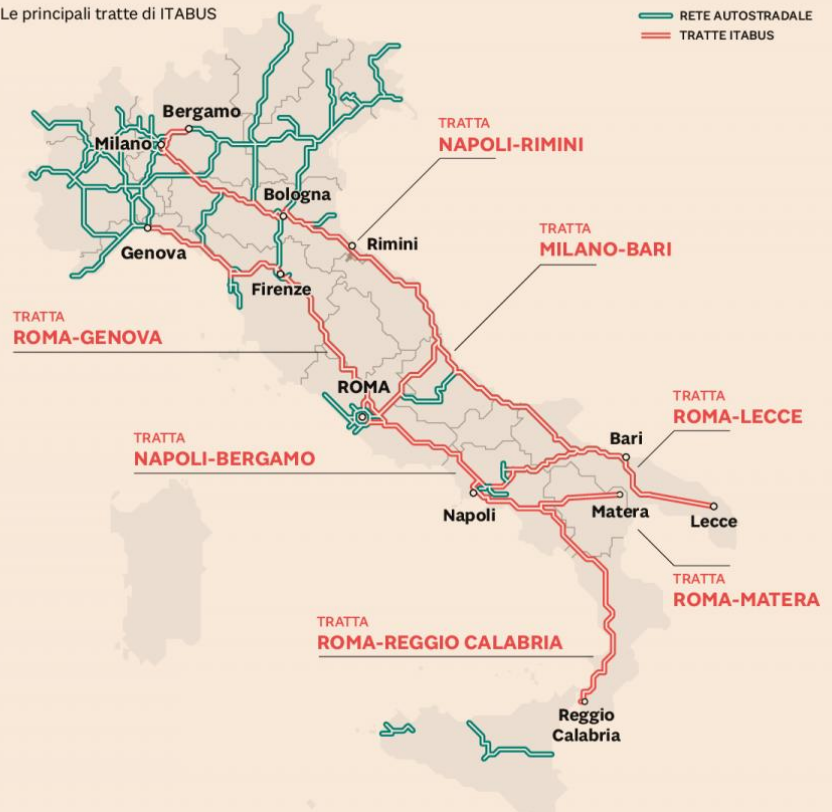 Le principali tratte di ITABUS
RETE AUTOSTRADALE
TRATTE ITABUS
Bergamo
Milano
TRATTA
NAPOLI-RIMINI
Bologna
Rimini
TRATTA
MILANO-BARI
Genova
Firenze
TRATTA
ROMA-GENOVA
ROMA
TRATTA
ROMA-LECCE
TRATTA
NAPOLI-BERGAMO
Bari
Napoli
Matera
Lecce
TRATTA
ROMA-MATERA
TRATTA
ROMA-REGGIO CALABRIA
Reggio
Calabria